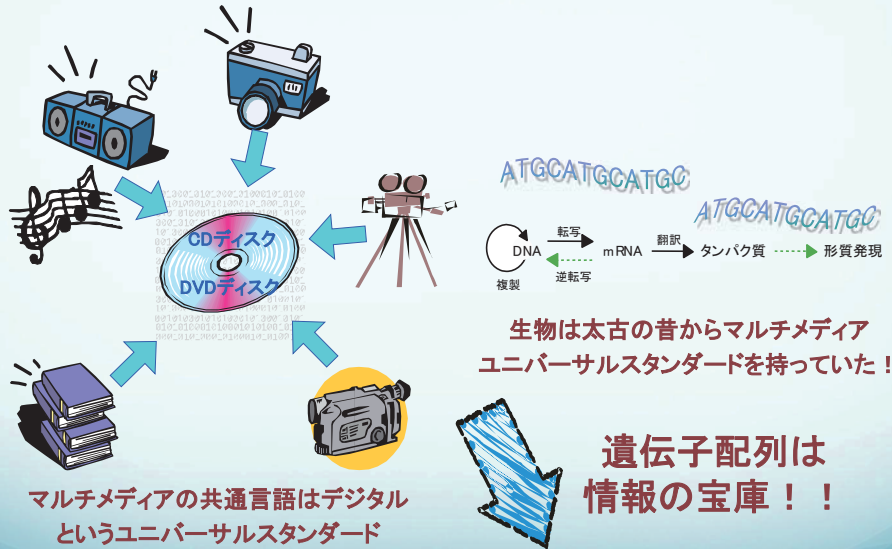 CDディスク
DVDディスク
マルチメディアの共通言語はデジタル
というユニバーサルスタンダード
ATGCATGCATGC
ATGCATGCATGC
DNA 転写 mRNA 翻訳 タンパク質 形質発現
複製 逆転写
生物は太古の昔からマルチメディア
ユニバーサルスタンダードを持っていた！
遺伝子配列は
情報の宝庫！！